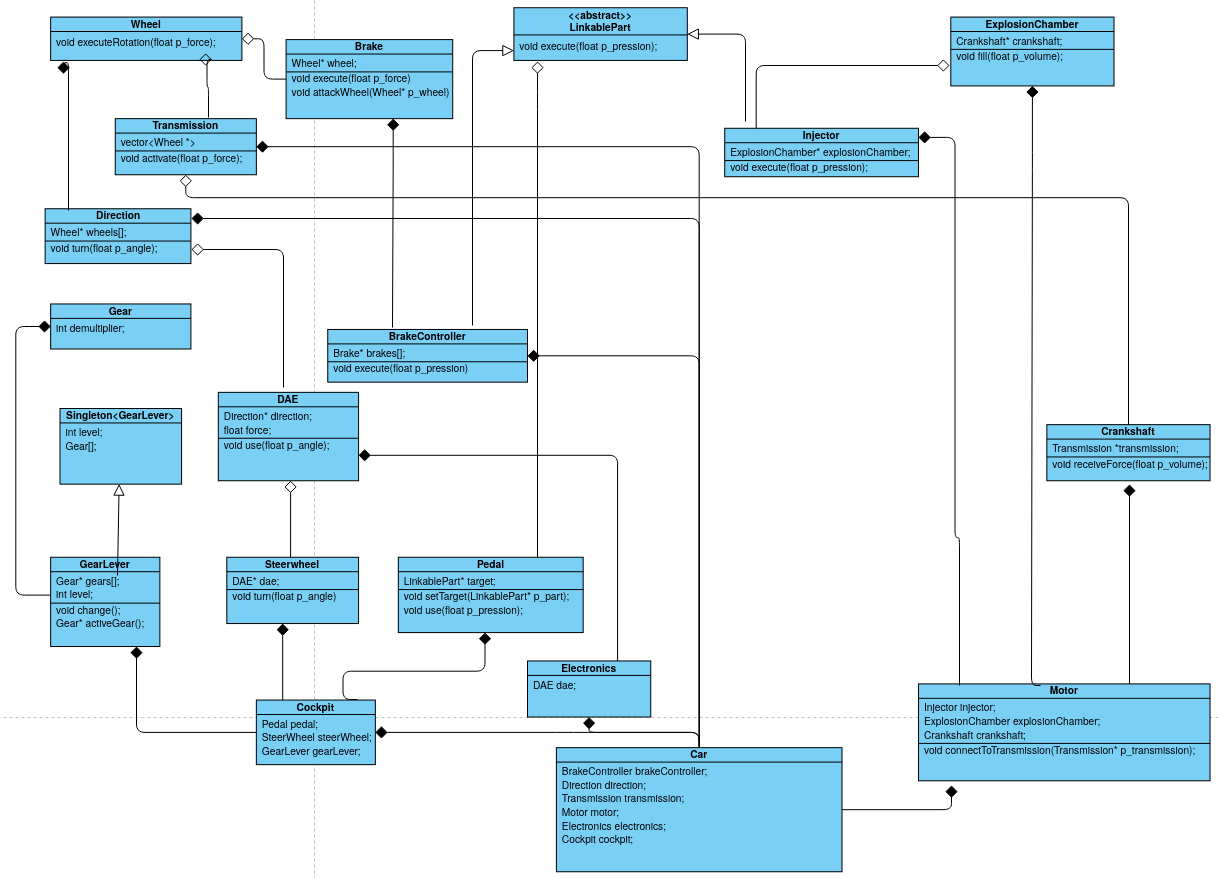 Wheel
void executeRotation(float p_force);
Brake
Wheel* wheel;
void execute(float p_force)
void attackWheel(Wheel* p_wheel)
<<abstract>>
LinkablePart
void execute(float p_pression);
ExplosionChamber
Crankshaft* crankshaft;
void fill(float p_volume);
Transmission
vector<Wheel *>
void activate(float p_force);
Injector
ExplosionChamber* explosionChamber;
void execute(float p_pression);
Direction
Wheel* wheels[];
void turn(float p_angle);
Gear
int demultiplier;
BrakeController
Brake* brakes[];
void execute(float p_pression)
Singleton<GearLever>
int level;
Gear[];
DAE
Direction* direction;
float force;
void use(float p_angle);
Crankshaft
Transmission *transmission;
void receiveForce(float p_volume);
GearLever
Gear* gears[];
int level;
void change();
Gear* activeGear();
Steerwheel
DAE* dae;
void turn(float p_angle)
Pedal
LinkablePart* target;
void setTarget(LinkablePart* p_part);
void use(float p_pression);
Electronics
DAE dae;
Cockpit
Pedal pedal;
SteerWheel steerWheel;
GearLever gearLever;
Motor
Injector injector;
ExplosionChamber explosionChamber;
Crankshaft crankshaft;
void connectToTransmission(Transmission* p_transmission);
Car
BrakeController brakeController;
Direction direction;
Transmission transmission;
Motor motor;
Electronics electronics;
Cockpit cockpit;